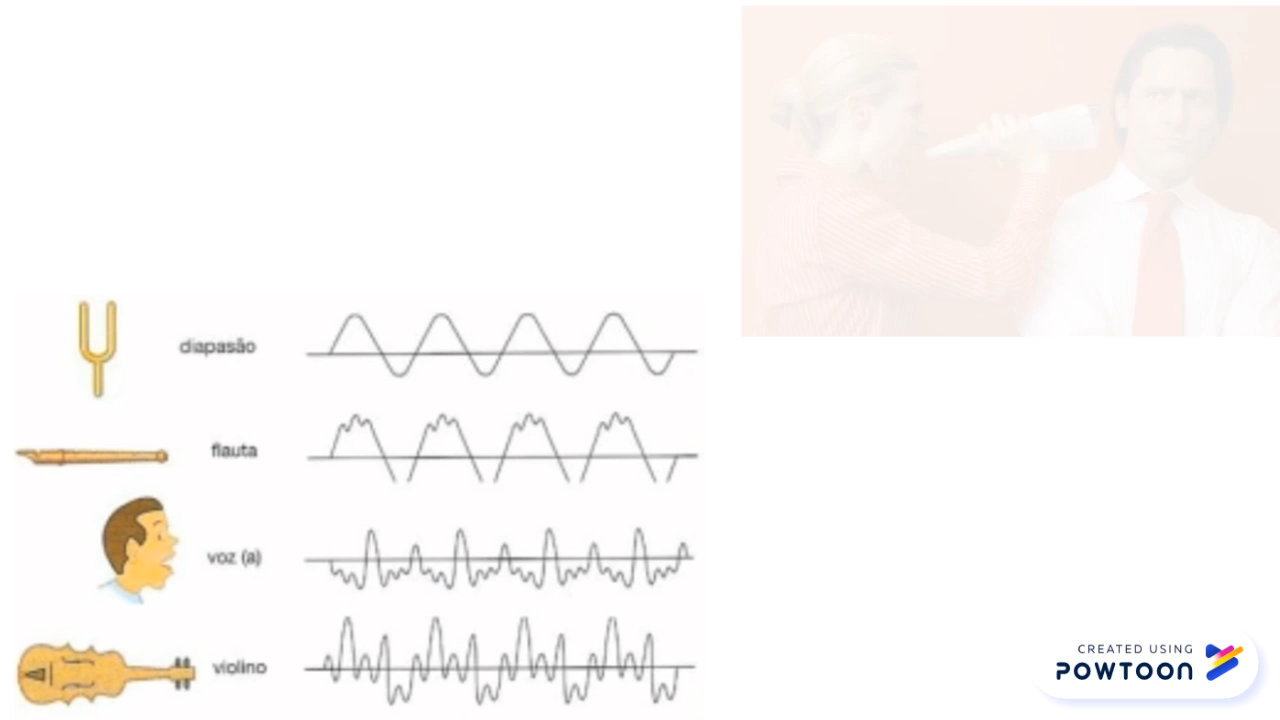 diapasão
flauta
voz (a)
violino
CREATED USING
POWTOON